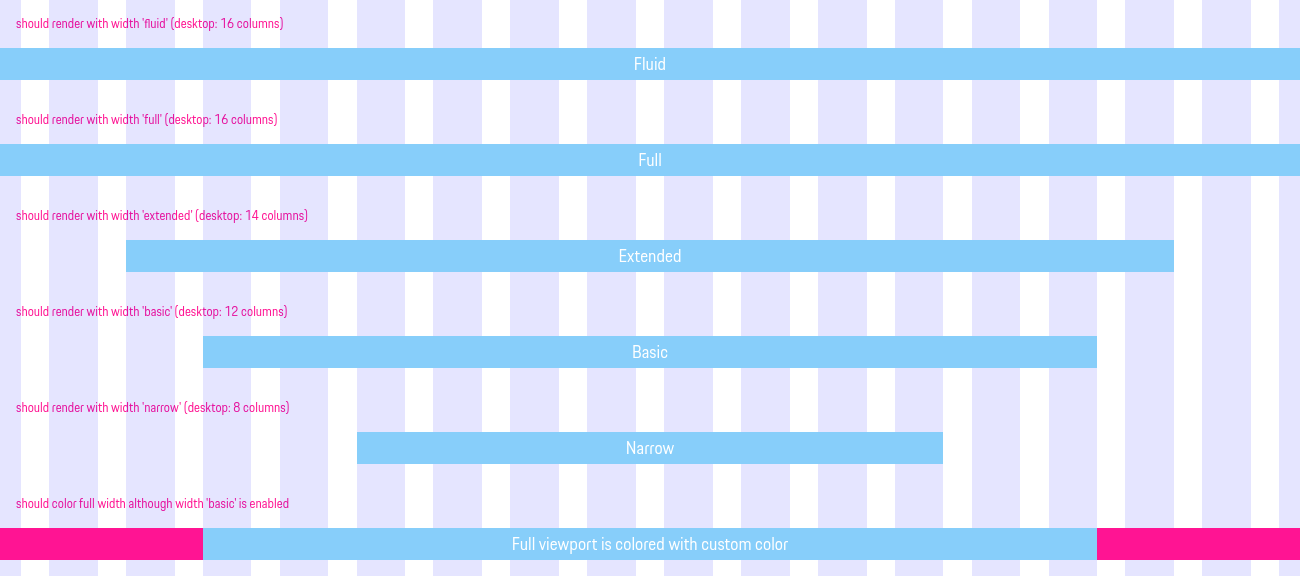 should render with width 'fluid' (desktop: 16 columns)
Fluid
should render with width 'full' (desktop: 16 columns)
Full
should render with width 'extended' (desktop: 14 columns)
Extended
should render with width 'basic' (desktop: 12 columns)
Basic
should render with width 'narrow' (desktop: 8 columns)
Narrow
should color full width although width 'basic' is enabled
Full viewport is colored with custom color